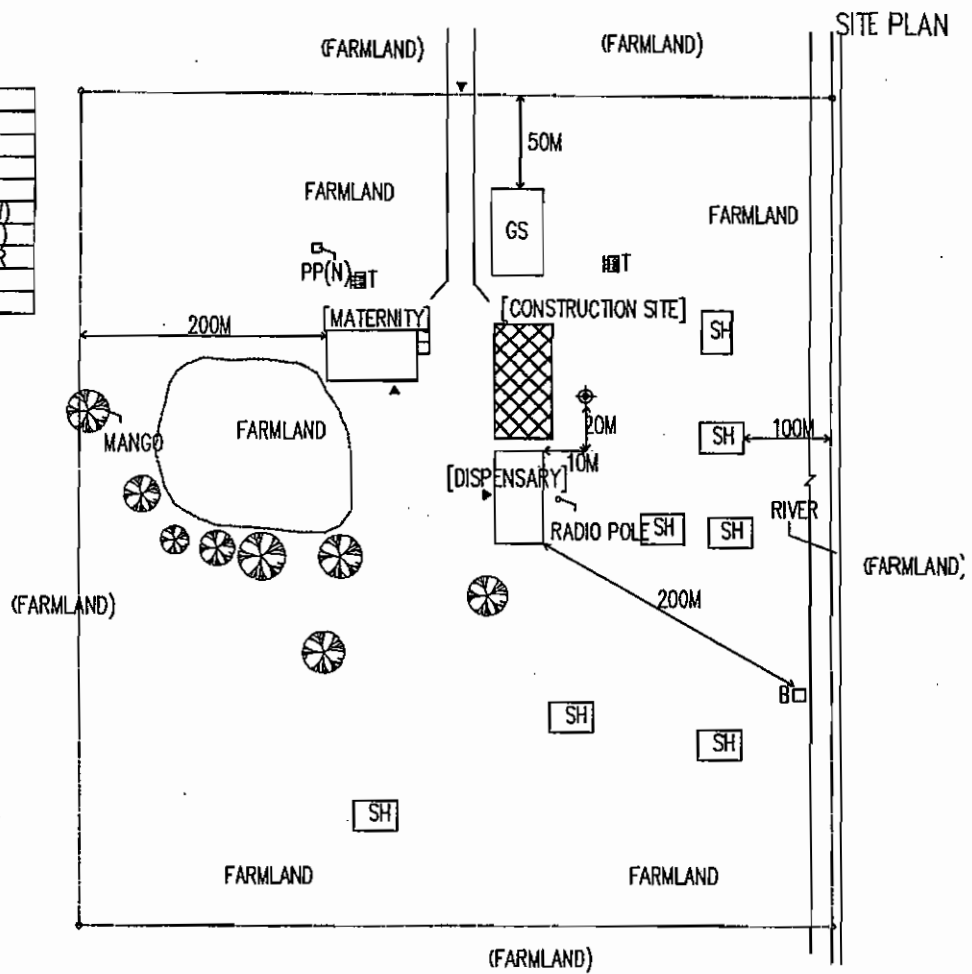 SITE PLAN
(FARMLAND)
(FARMLAND)
50M
FARMLAND
GS
FARMLAND
PP(N)
T
T
[MATERNITY]
[CONSTRUCTION SITE]
200M
SH
MANGO
FARMLAND
20M
SH
100M
10M
[DISPENSARY]
RADIO POLE
SH
SH
RIVER
(FARMLAND)
(FARMLAND)
200M
B
SH
SH
SH
FARMLAND
FARMLAND
(FARMLAND)